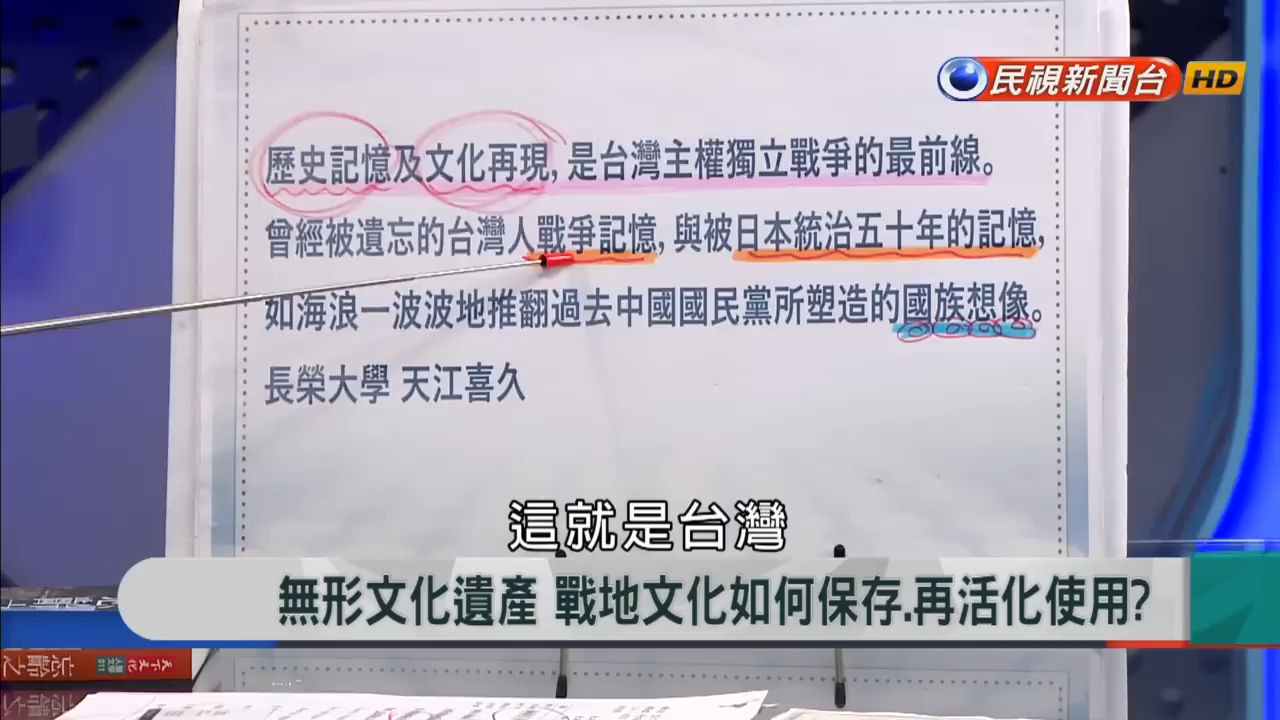 民視新聞台 HD
歷史記憶及文化再現, 是台灣主權獨立戰爭的最前線。
曾經被遺忘的台灣人戰爭記憶, 與被日本統治五十年的記憶,
如海浪一波波地推翻過去中國國民黨所塑造的國族想像。
長榮大學 天江喜久
這就是台灣
無形文化遺產 戰地文化如何保存.再活化使用?
天下文化